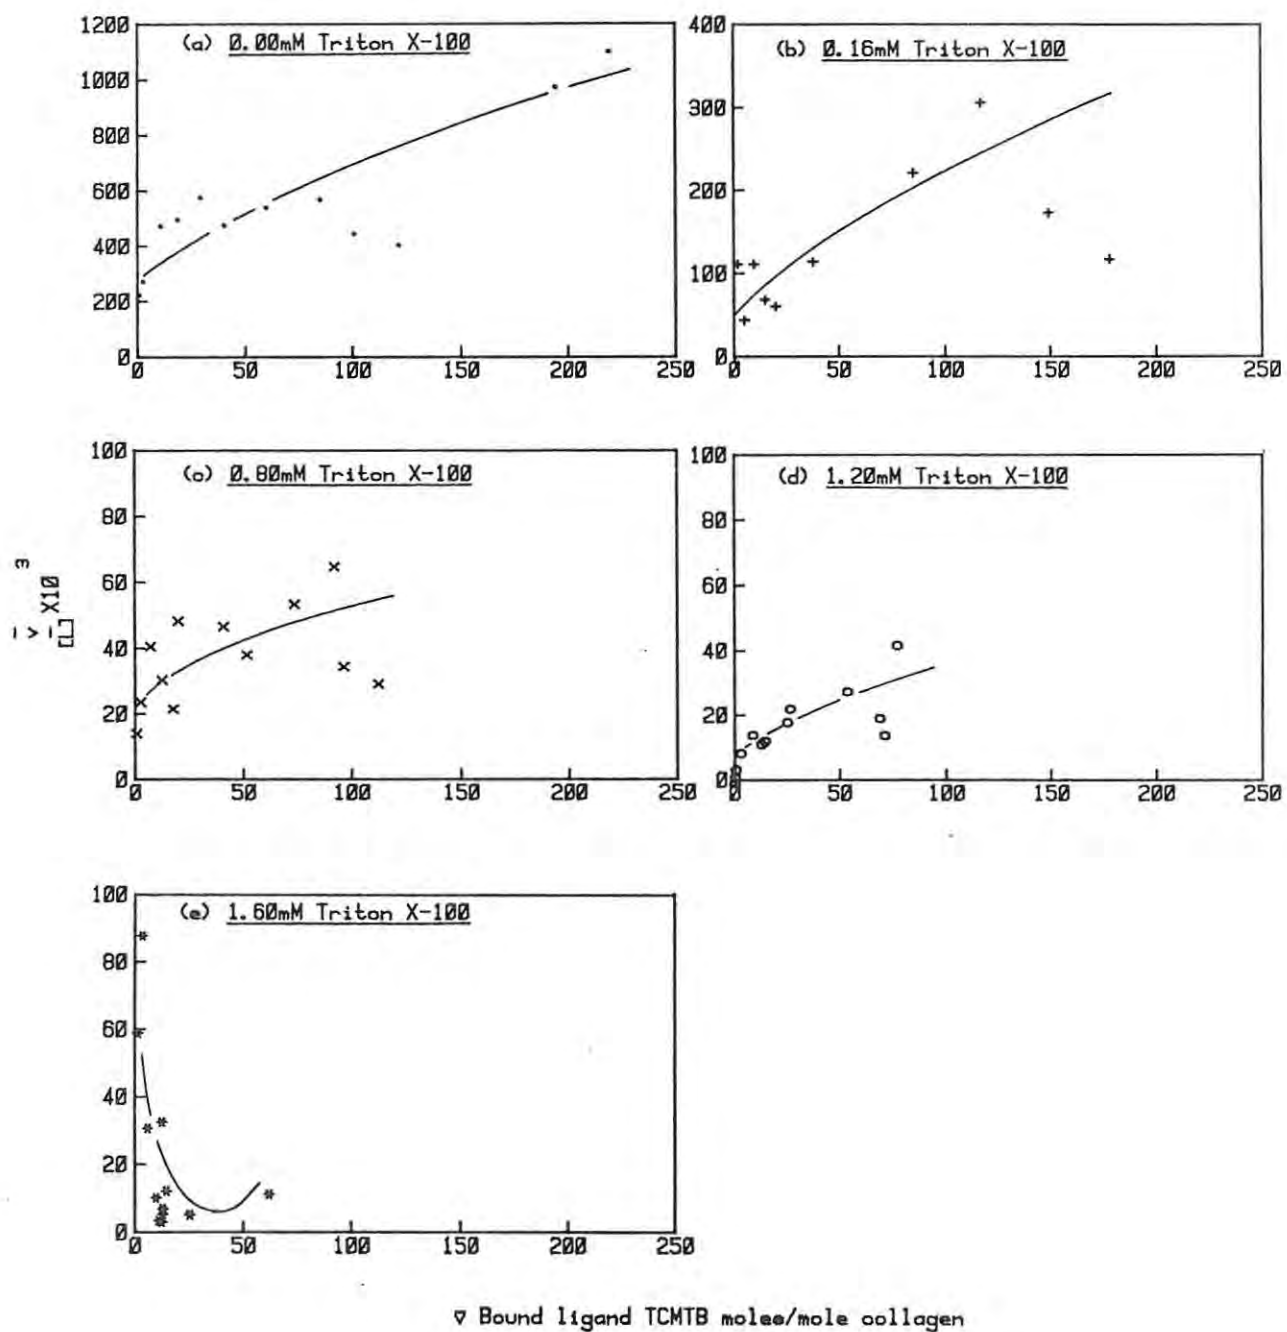 (a) 0.00mM Triton X-100
1200
1000
800
600
400
200
0
0 50 100 150 200 250
(b) 0.16mM Triton X-100
400
300
200
100
0
0 50 100 150 200 250
(c) 0.80mM Triton X-100
100
80
60
40
20
0
0 50 100 150 200 250
(d) 1.20mM Triton X-100
100
80
60
40
20
0
0 50 100 150 200 250
v̄
[L] X10 3
(e) 1.60mM Triton X-100
100
80
60
40
20
0
0 50 100 150 200 250
⊽ Bound ligand TCMTB moles/mole collagen